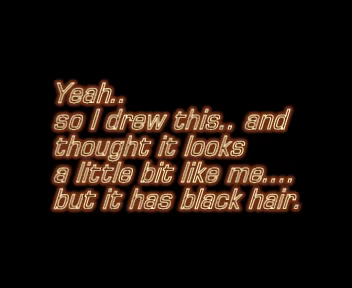 Yeah..
so I drew this.. and
thought it looks
a little bit like me....
but it has black hair.